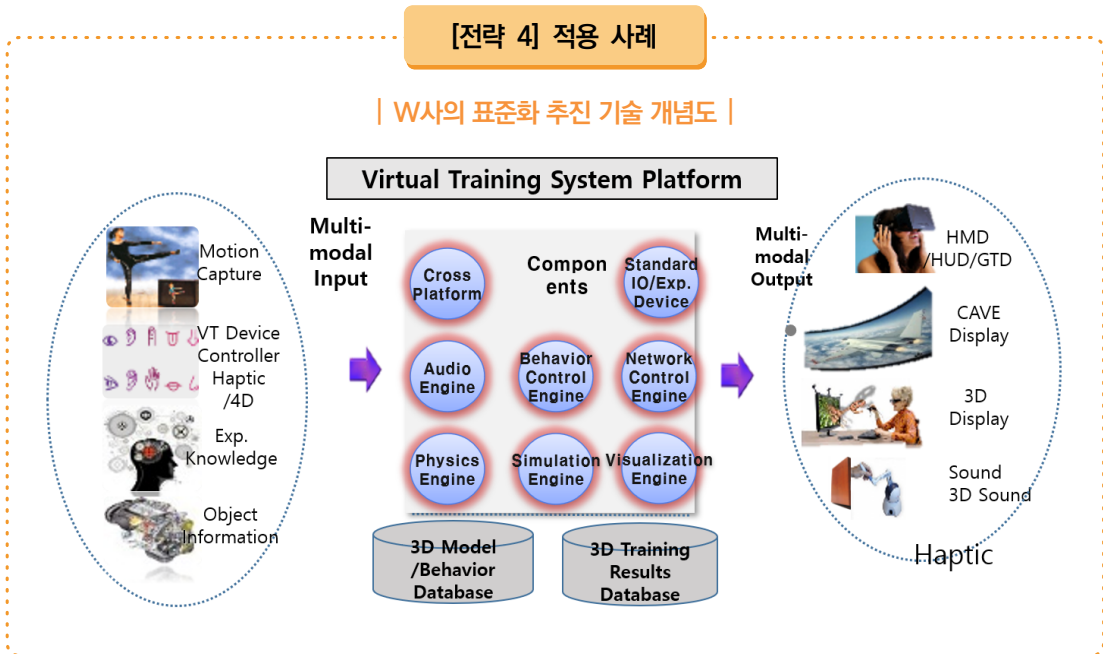 [전략 4] 적용 사례
| W사의 표준화 추진 기술 개념도 |
Virtual Training System Platform
Motion
Capture
VT Device
Controller
Haptic
/4D
Exp.
Knowledge
Object
Information
Multi-
modal
Input
Cross
Platform
Compon
ents
Standard
IO/Exp.
Device
Audio
Engine
Behavior
Control
Engine
Network
Control
Engine
Physics
Engine
Simulation
Engine
Visualization
Engine
3D Model
/Behavior
Database
3D Training
Results
Database
Multi-
modal
Output
HMD
/HUD/GTD
CAVE
Display
3D
Display
Sound
3D Sound
Haptic